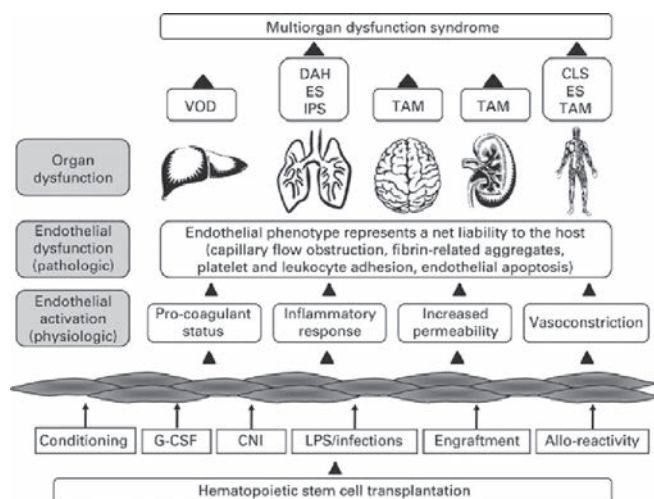 Multiorgan dysfunction syndrome
DAH
ES
IPS
CLS
ES
TAM
VOD
TAM
TAM
Organ
dysfunction
Endothelial
dysfunction
(pathologic)
Endothelial phenotype represents a net liability to the host
(capillary flow obstruction, fibrin-related aggregates,
platelet and leukocyte adhesion, endothelial apoptosis)
Endothelial
activation
(physiologic)
Pro-coagulant
status
Inflammatory
response
Increased
permeability
Vasoconstriction
Conditioning
G-CSF
CNI
LPS/infections
Engraftment
Allo-reactivity
Hematopoietic stem cell transplantation